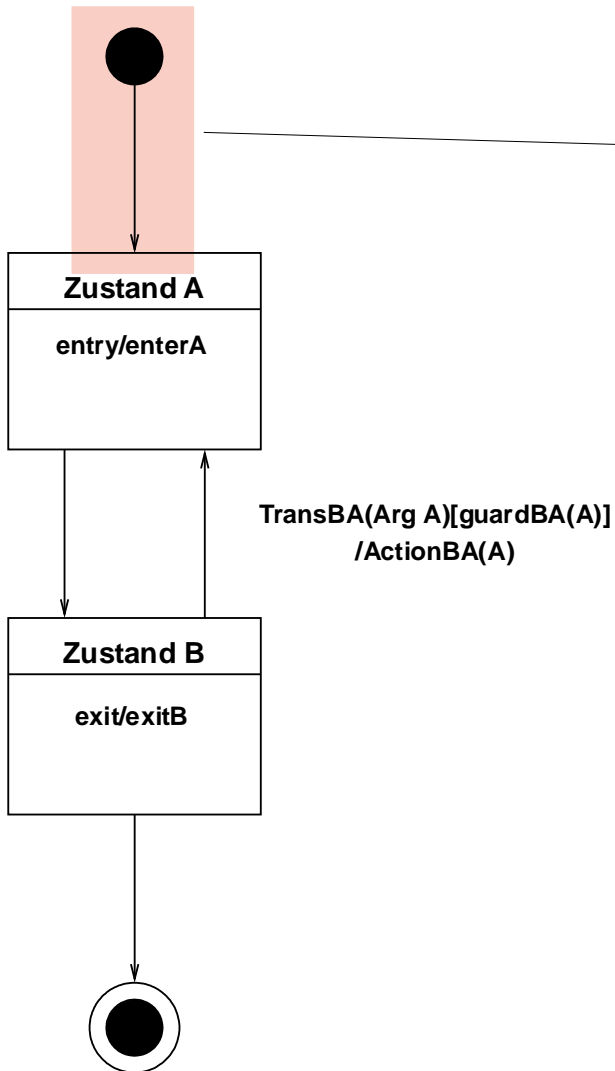 Zustand A
entry/enterA
TransBA(Arg A)[guardBA(A)]
/ActionBA(A)
Zustand B
exit/exitB